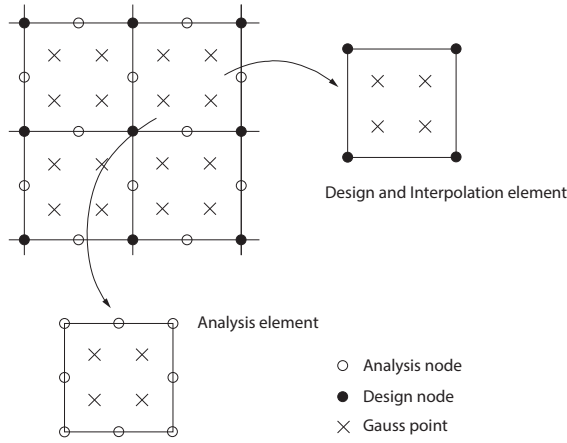 Design and Interpolation element
Analysis element
Analysis node
Design node
Gauss point